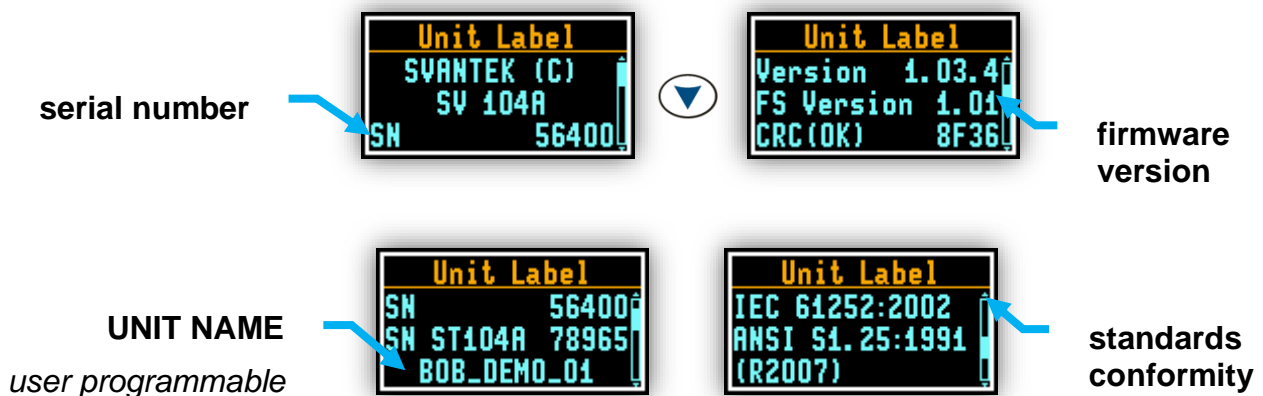 Unit Label
SVANTEK (C)
SV 104A
SN 56400
serial number
Unit Label
Version 1.03.4
FS Version 1.01
CRC(OK) 8F36
firmware
version
Unit Label
SN 56400
SN ST104A 78965
BOB_DEMO_01
UNIT NAME
user programmable
Unit Label
IEC 61252:2002
ANSI S1.25:1991
(R2007)
standards
conformity